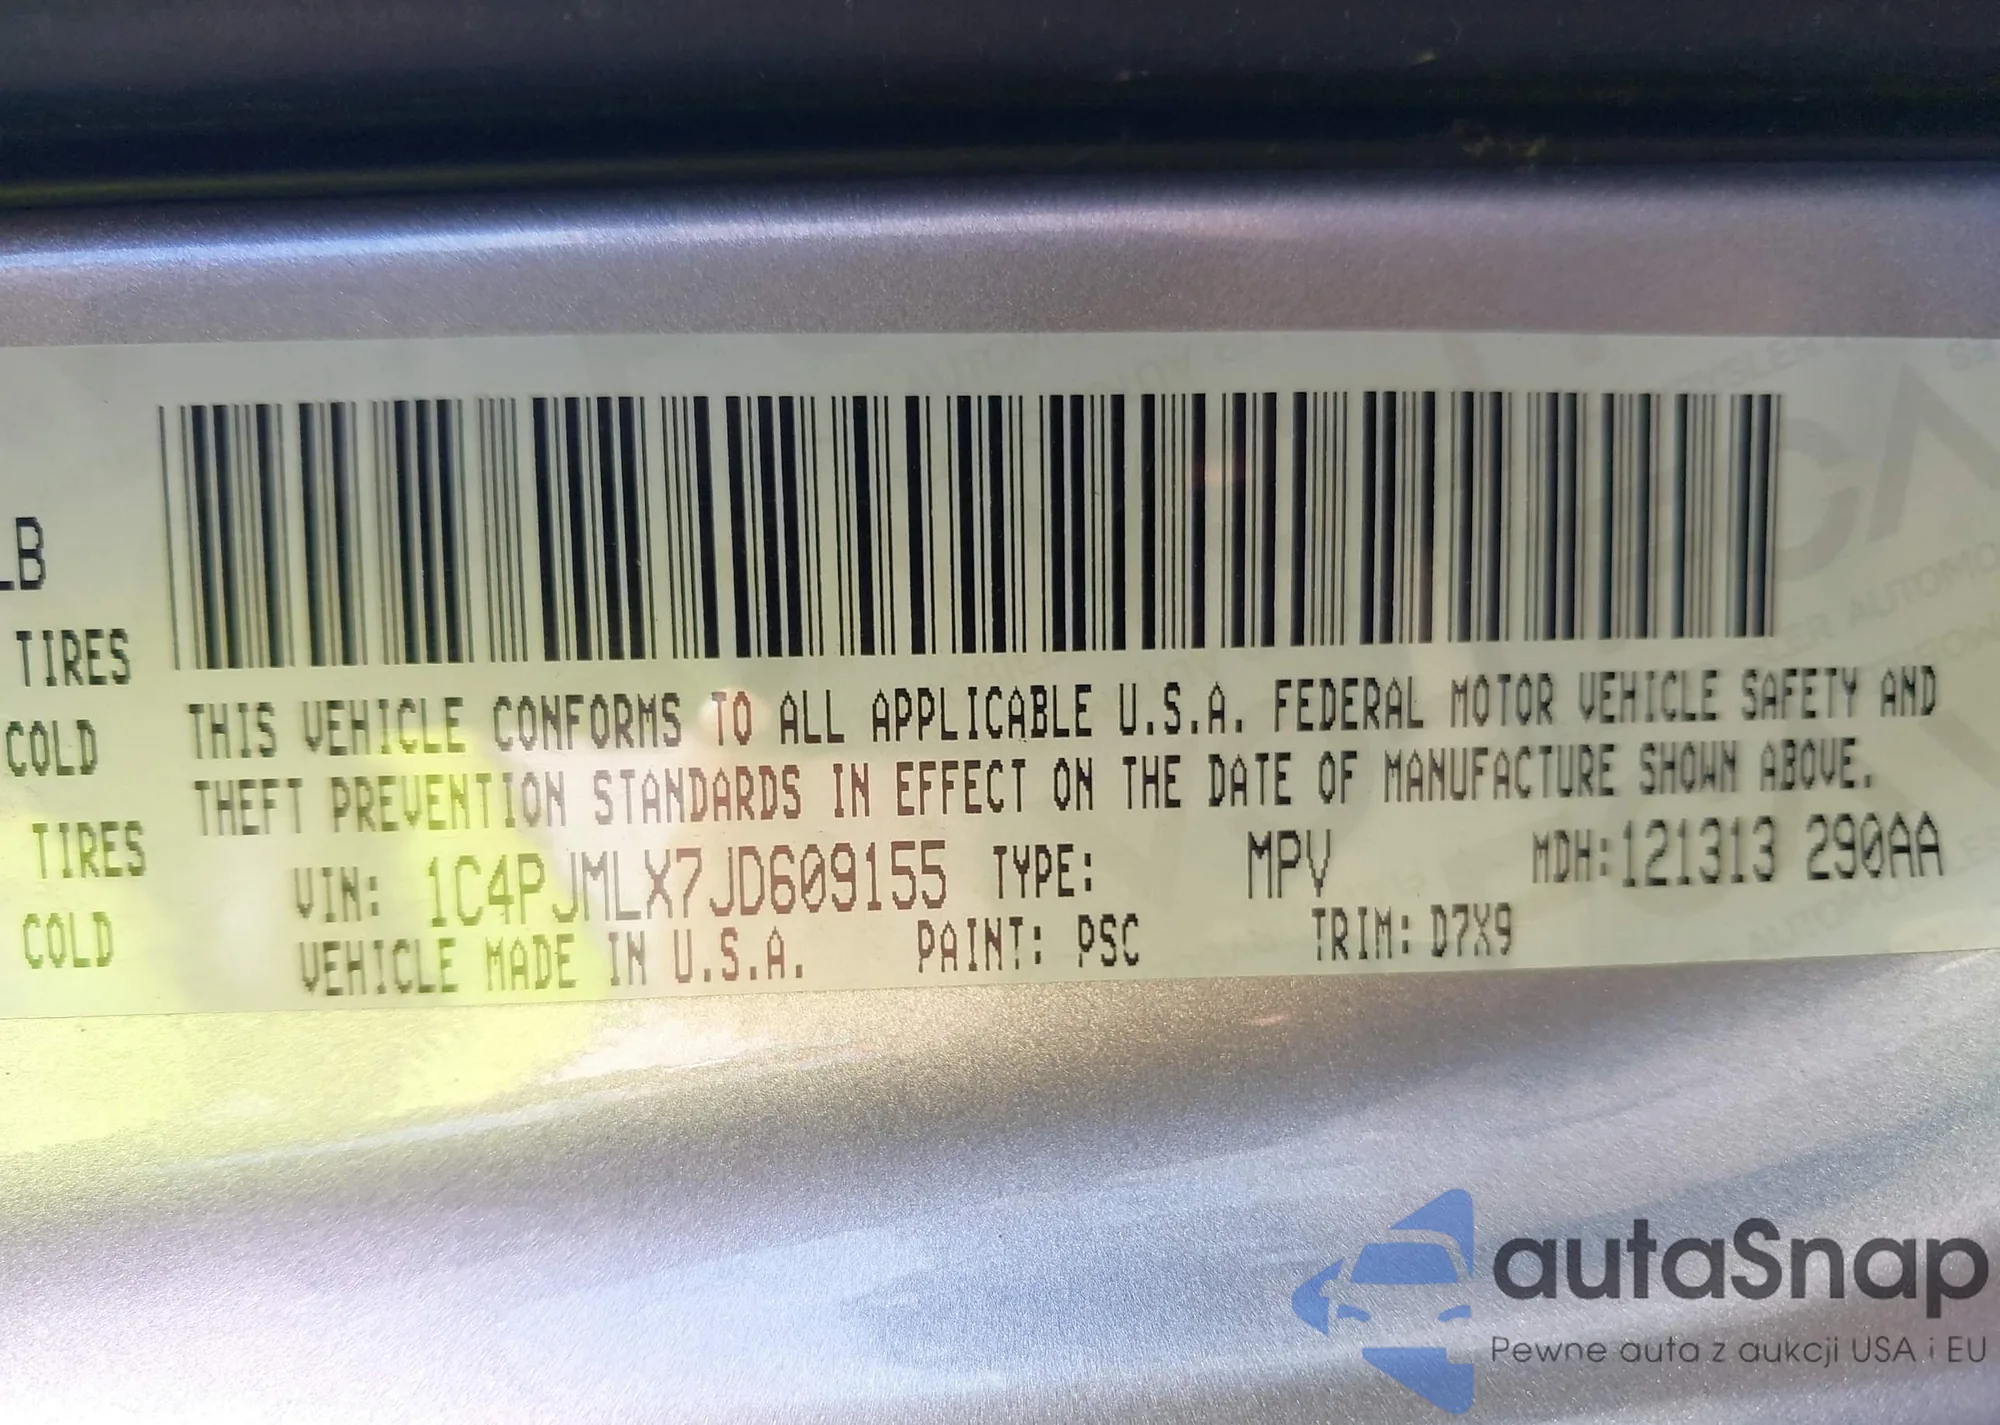 LB
TIRES
COLD
TIRES
COLD
THIS VEHICLE CONFORMS TO ALL APPLICABLE U.S.A. FEDERAL MOTOR VEHICLE SAFETY AND
THEFT PREVENTION STANDARDS IN EFFECT ON THE DATE OF MANUFACTURE SHOWN ABOVE.
VIN: 1C4PJMLX7JD609155 TYPE: MPV MDH:121313 290AA
VEHICLE MADE IN U.S.A. PAINT: PSC TRIM: D7X9
autaSnap
Pewne auta z aukcji USA i EU